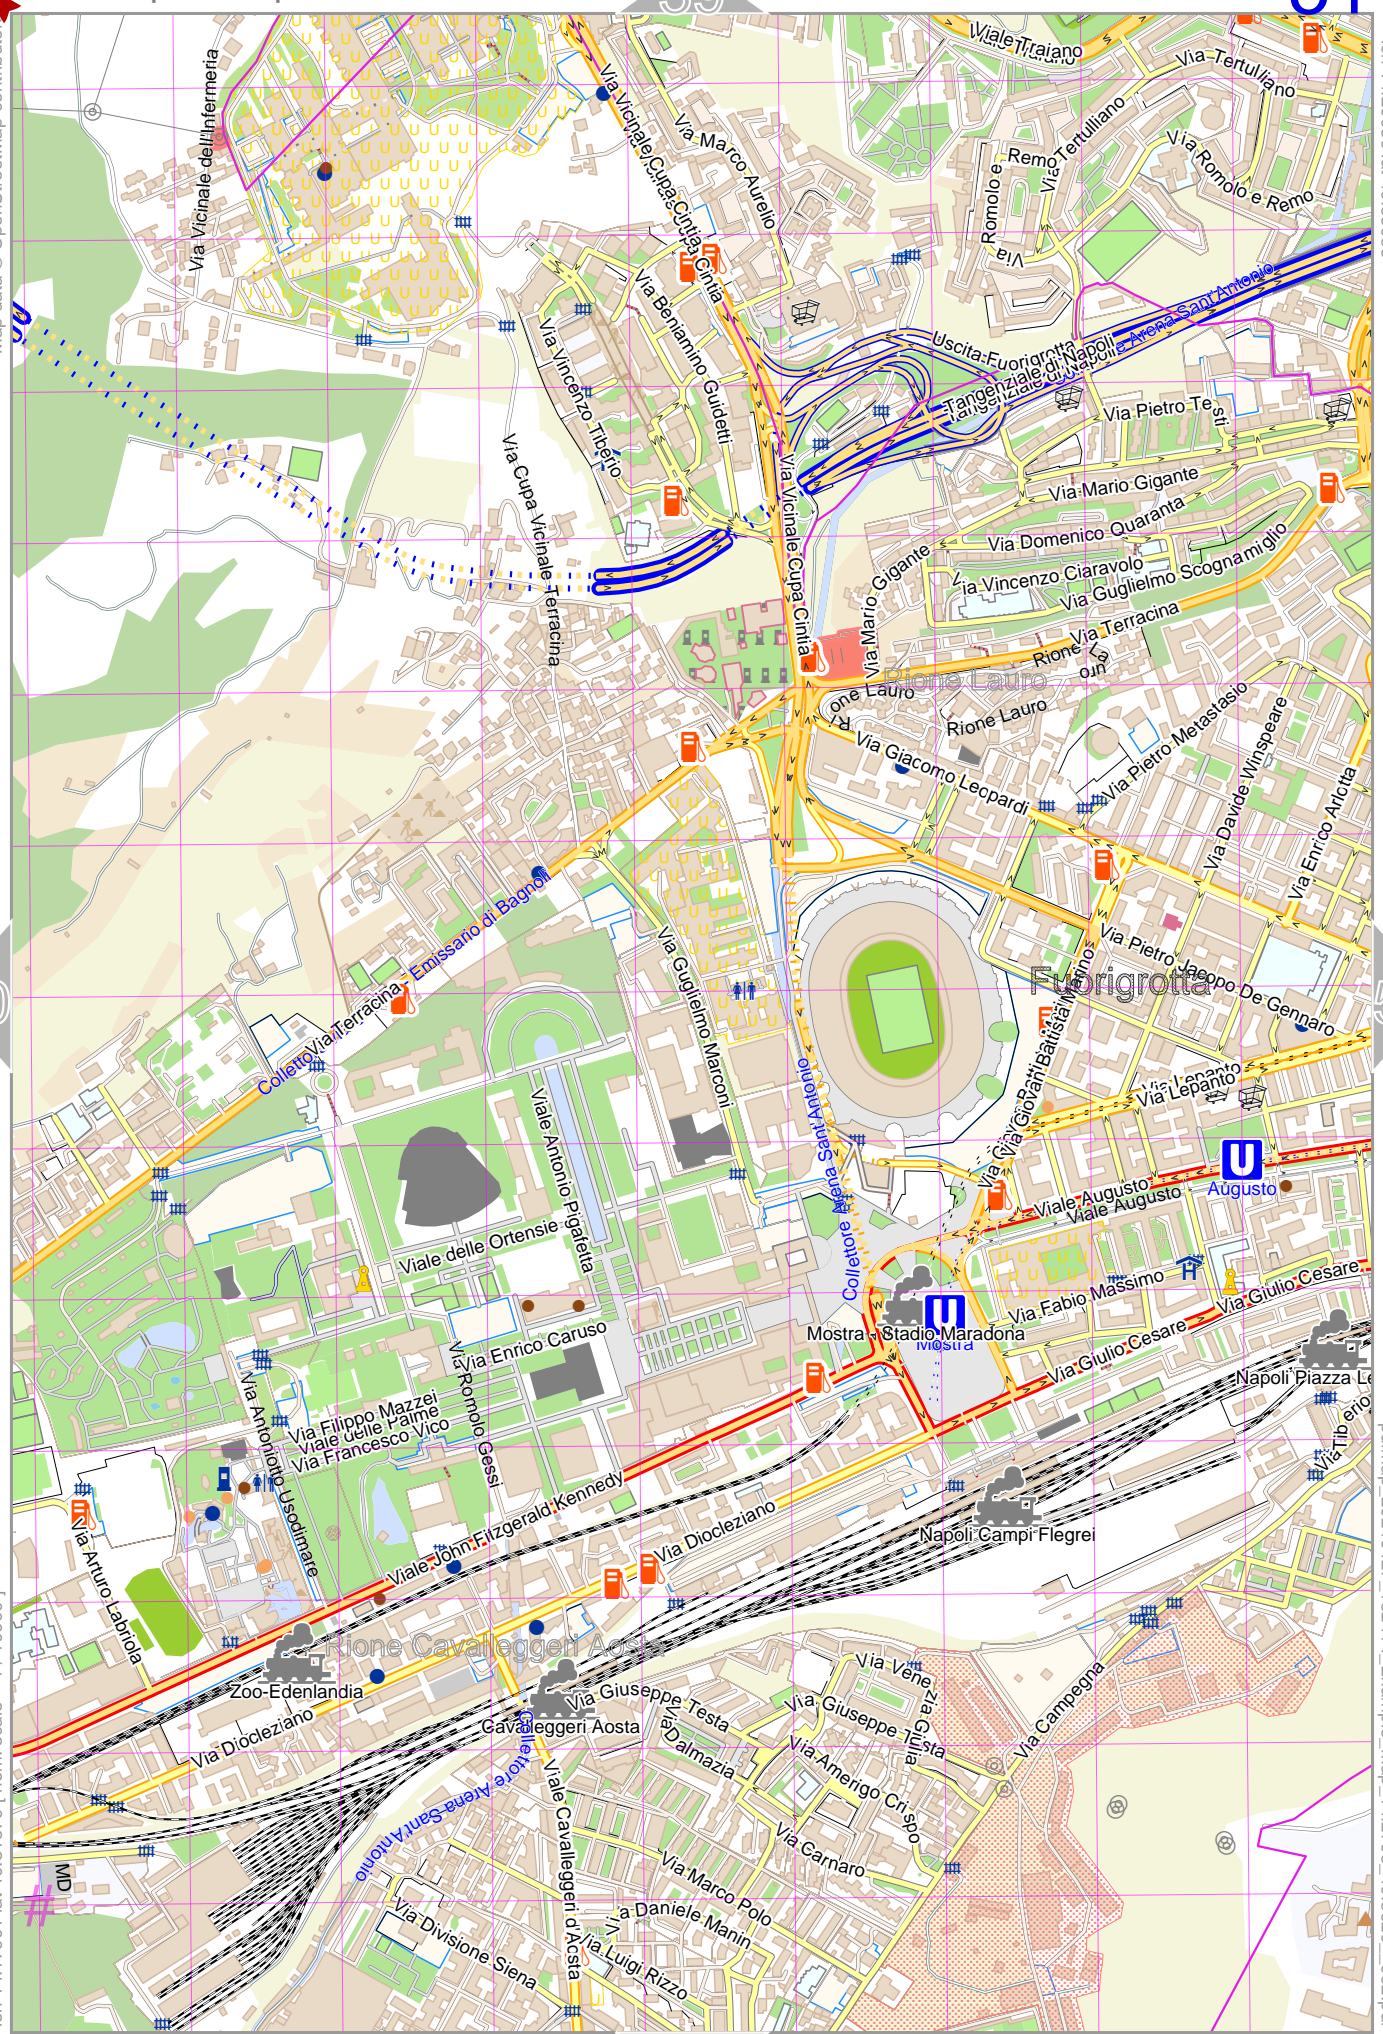 Viale Traiano
Viale Traiano
Via Tertulliano
Via Vicinale dell'Infermeria
Via Vicinale Cupa Cintia
Via Marco Aurelio
Via Tertulliano
Via Romolo e Remo
Via Romolo e Remo
Via Beniamino Guidetti
Via Vincenzo Tiberio
Uscita Fuorigrotta
Tangenziale di Napoli
Tangenziale di Napoli
Collettore Arena Sant'Antonio
Via Pietro Testi
Via Cupa Vicinale Terracina
Via Vicinale Cupa Cintia
Via Mario Gigante
Via Domenico Quaranta
Via Mario Gigante
Via Vincenzo Ciaravolo
Via Guglielmo Scognamiglio
Via Terracina
Rione Lauro
Rione Lauro
Rione Lauro
Rione Lauro
Via Giacomo Leopardi
Via Pietro Metastasio
Via Davide Winspeare
Via Enrico Arlotta
Collettore Emissario di Bagnoli
Via Terracina
Via Guglielmo Marconi
Via Pietro Jacopo De Gennaro
Fuorigrotta
Via Giovan Battista Marino
Via Lepanto
Via Lepanto
Collettore Arena Sant'Antonio
Viale Antonio Pigafetta
Viale delle Ortensie
Viale Augusto
Viale Augusto
Augusto
Via Fabio Massimo
Via Giulio Cesare
Via Giulio Cesare
Mostra - Stadio Maradona
Mostra
Via Enrico Caruso
Via Romolo Gessi
Napoli Piazza Le
Via Antoniotto Usodimare
Via Filippo Mazzei
Viale delle Palme
Via Francesco Vico
Via Tiberio
Viale John Fitzgerald Kennedy
Via Diocleziano
Napoli Campi Flegrei
Via Arturo Labriola
Rione Cavalleggeri Aosta
Zoo-Edenlandia
Via Diocleziano
Cavalleggeri Aosta
Via Giuseppe Testa
Via Dalmazia
Via Venezia Giulia
Via Giuseppe Testa
Via Campegna
Via Amerigo Crispo
Collettore Arena Sant'Antonio
Viale Cavalleggeri d'Aosta
Via Carnaro
Via Marco Polo
MID
#
Via Daniele Manin
Via Divisione Siena
Via Luigi Rizzo